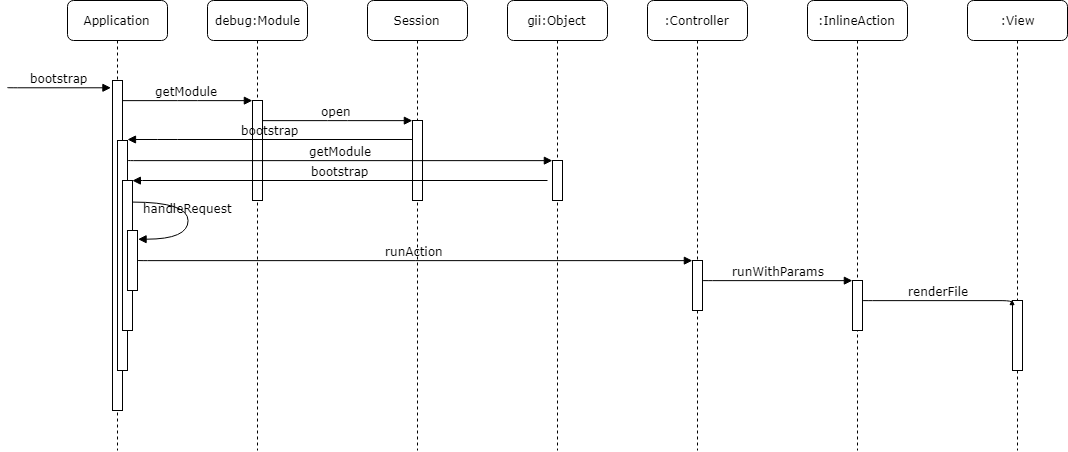 Application
debug:Module
Session
gii:Object
:Controller
:InlineAction
:View
bootstrap
getModule
open
bootstrap
getModule
bootstrap
handleRequest
runAction
runWithParams
renderFile